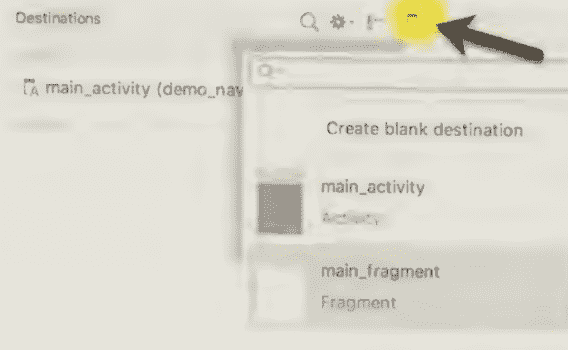 Destinations
main_activity (demo_nav
Create blank destination
main_activity
Activity
main_fragment
Fragment